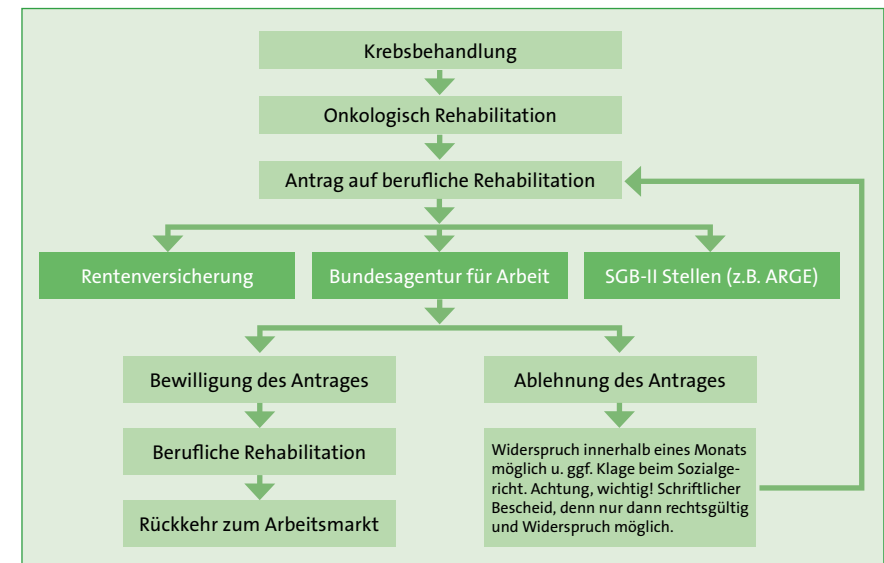 Krebsbehandlung
Onkologisch Rehabilitation
Antrag auf berufliche Rehabilitation
Rentenversicherung
Bundesagentur für Arbeit
SGB-II Stellen (z.B. ARGE)
Bewilligung des Antrages
Ablehnung des Antrages
Berufliche Rehabilitation
Rückkehr zum Arbeitsmarkt
Widerspruch innerhalb eines Monats
möglich u. ggf. Klage beim Sozialge-
richt. Achtung, wichtig! Schriftlicher
Bescheid, denn nur dann rechtsgültig
und Widerspruch möglich.